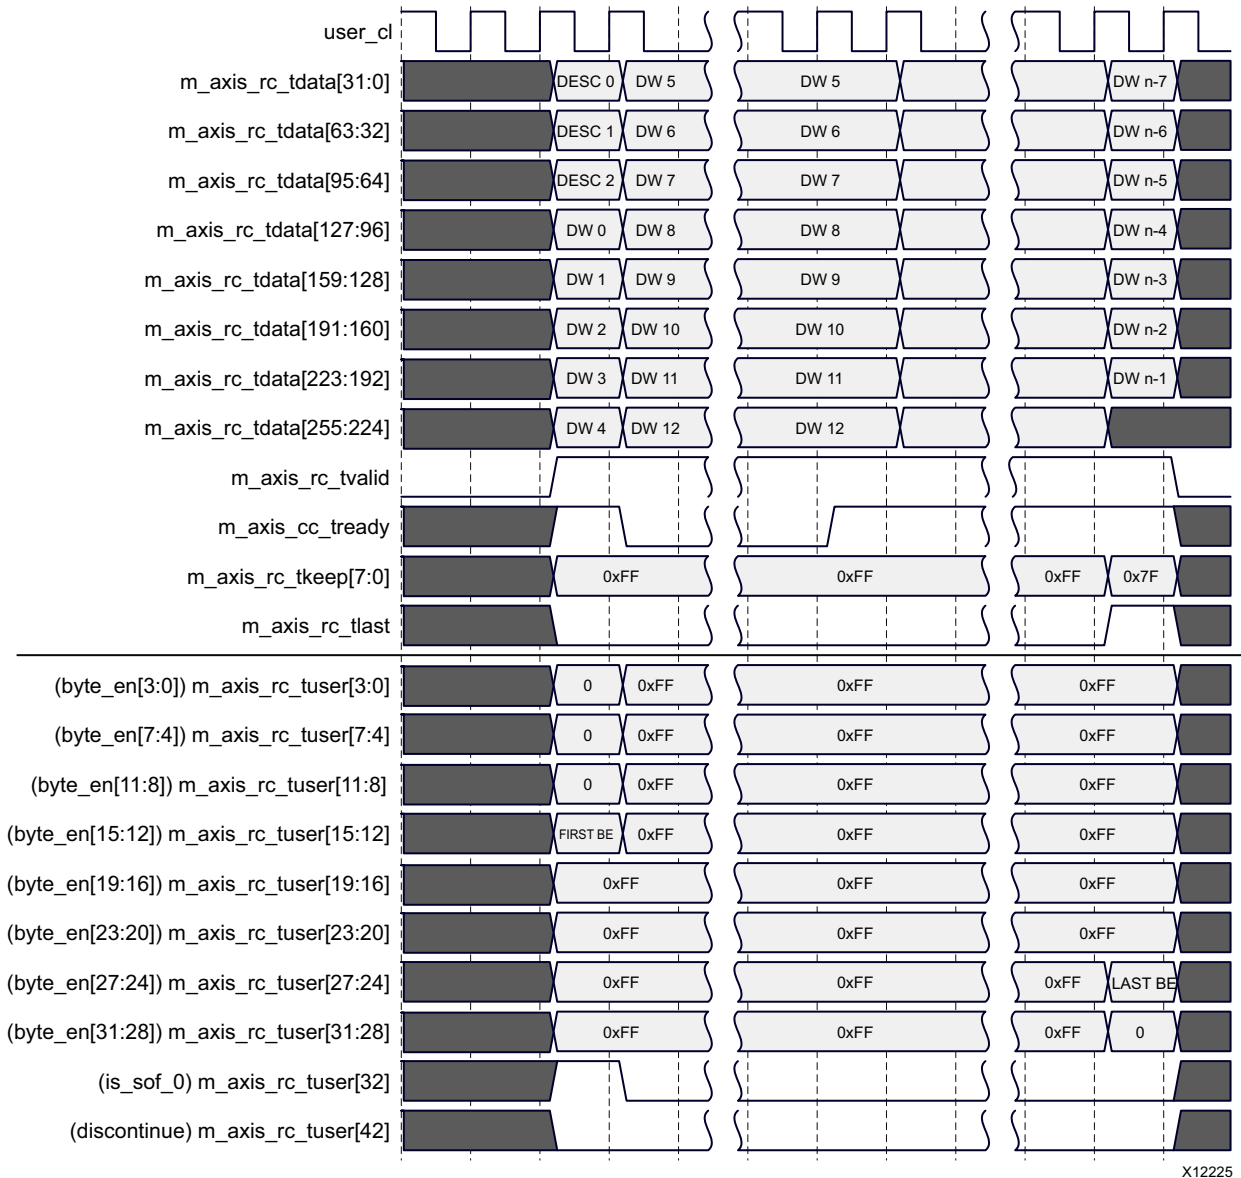 user_cl
m_axis_rc_tdata[31:0] DESC 0 DW 5 DW 5 DW n-7
m_axis_rc_tdata[63:32] DESC 1 DW 6 DW 6 DW n-6
m_axis_rc_tdata[95:64] DESC 2 DW 7 DW 7 DW n-5
m_axis_rc_tdata[127:96] DW 0 DW 8 DW 8 DW n-4
m_axis_rc_tdata[159:128] DW 1 DW 9 DW 9 DW n-3
m_axis_rc_tdata[191:160] DW 2 DW 10 DW 10 DW n-2
m_axis_rc_tdata[223:192] DW 3 DW 11 DW 11 DW n-1
m_axis_rc_tdata[255:224] DW 4 DW 12 DW 12
m_axis_rc_tvalid
m_axis_cc_tready
m_axis_rc_tkeep[7:0] 0xFF 0xFF 0xFF 0x7F
m_axis_rc_tlast
(byte_en[3:0]) m_axis_rc_tuser[3:0] 0 0xFF 0xFF 0xFF
(byte_en[7:4]) m_axis_rc_tuser[7:4] 0 0xFF 0xFF 0xFF
(byte_en[11:8]) m_axis_rc_tuser[11:8] 0 0xFF 0xFF 0xFF
(byte_en[15:12]) m_axis_rc_tuser[15:12] FIRST BE 0xFF 0xFF 0xFF
(byte_en[19:16]) m_axis_rc_tuser[19:16] 0xFF 0xFF 0xFF
(byte_en[23:20]) m_axis_rc_tuser[23:20] 0xFF 0xFF 0xFF
(byte_en[27:24]) m_axis_rc_tuser[27:24] 0xFF 0xFF 0xFF LAST BE
(byte_en[31:28]) m_axis_rc_tuser[31:28] 0xFF 0xFF 0xFF 0
(is_sof_0) m_axis_rc_tuser[32]
(discontinue) m_axis_rc_tuser[42]
X12225